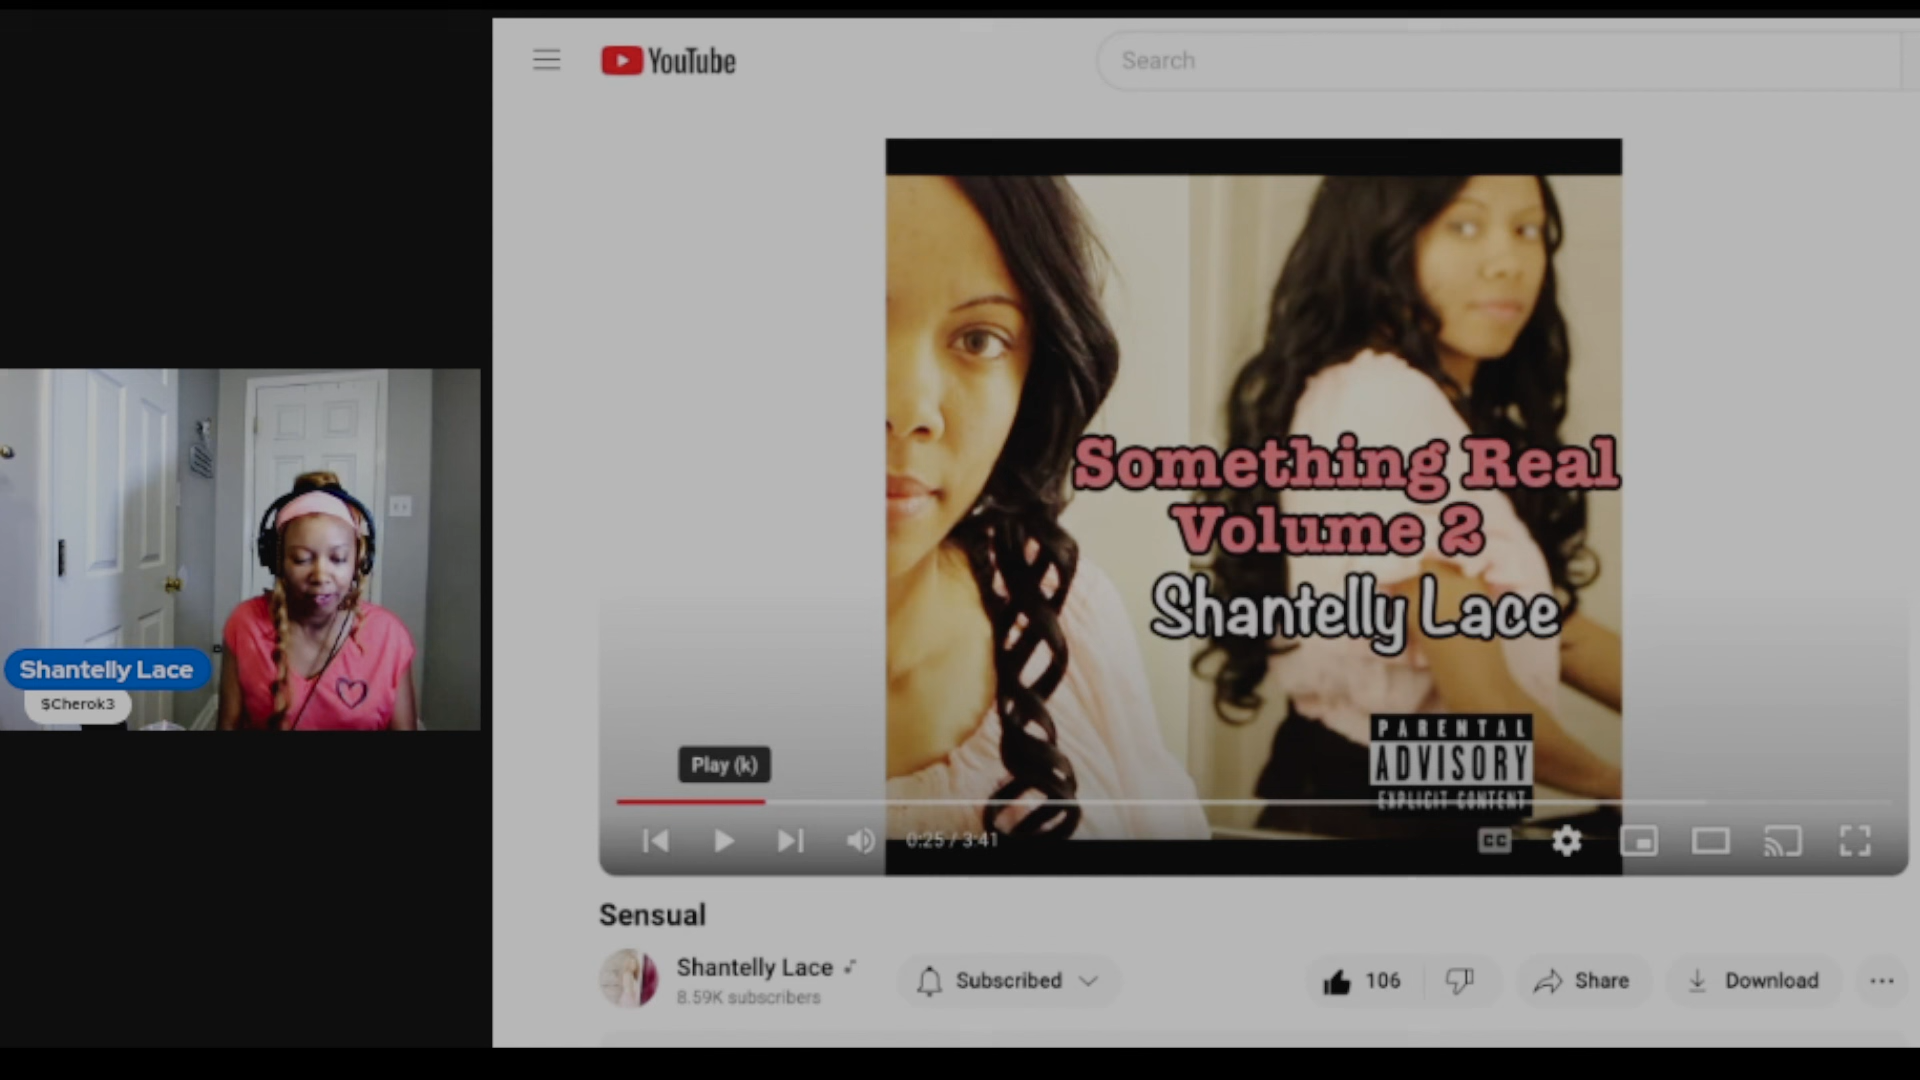 YouTube
Search
Something Real
Volume 2
Shantelly Lace
PARENTAL
ADVISORY
EXPLICIT CONTENT
Shantelly Lace
$Cherok3
Play (k)
0:25 / 3:41
CC
Sensual
Shantelly Lace
8.59K subscribers
Subscribed
106
Share
Download